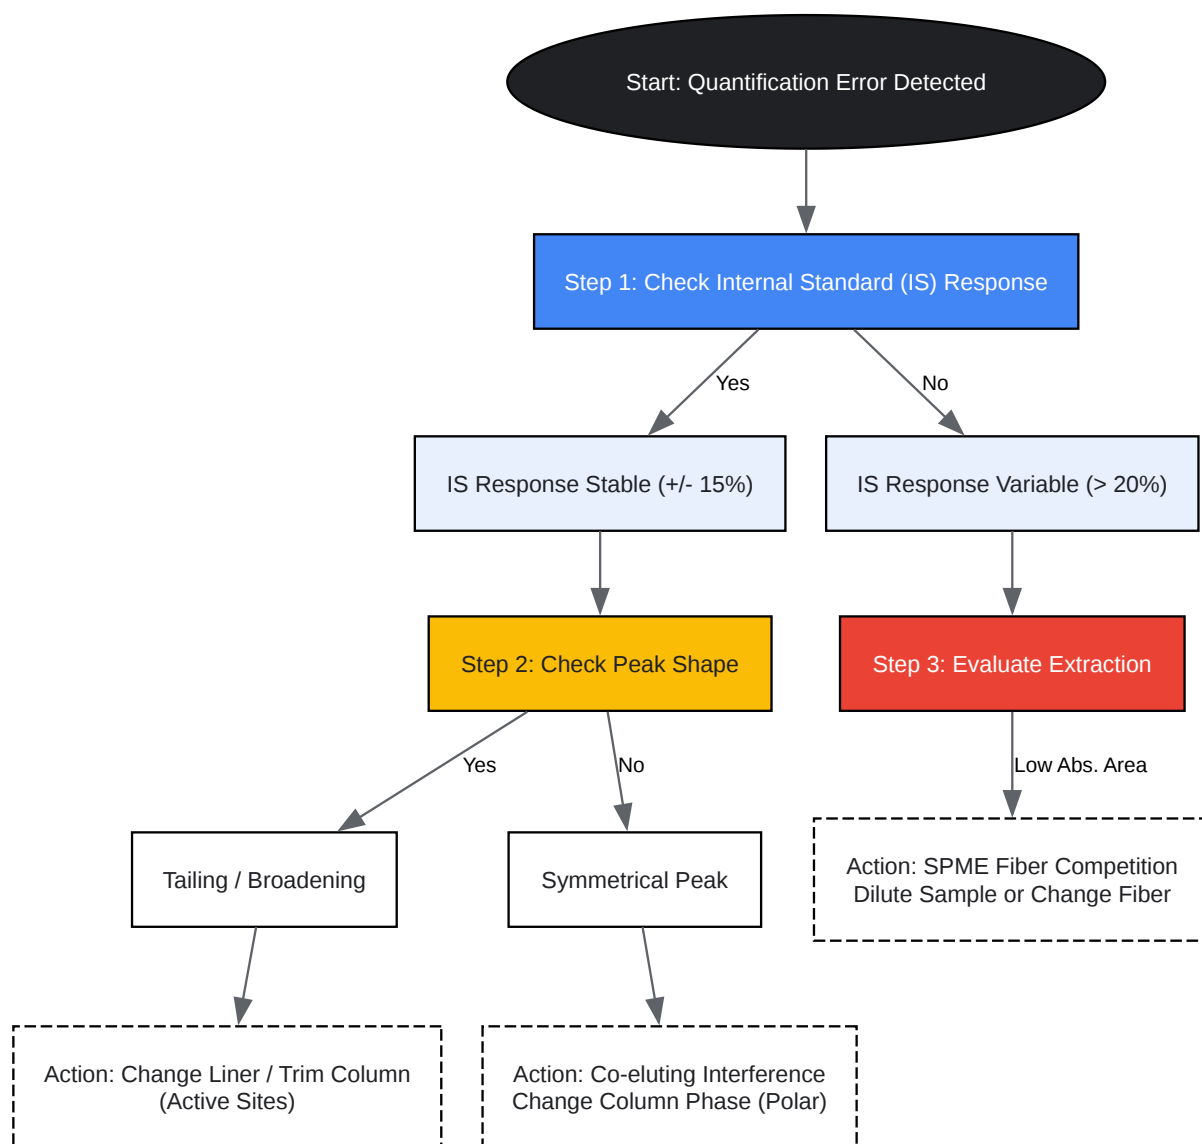 Start: Quantification Error Detected
Step 1: Check Internal Standard (IS) Response
Yes
No
IS Response Stable (+/- 15%)
IS Response Variable (> 20%)
Step 2: Check Peak Shape
Step 3: Evaluate Extraction
Yes
No
Low Abs. Area
Tailing / Broadening
Symmetrical Peak
Action: SPME Fiber Competition
Dilute Sample or Change Fiber
Action: Change Liner / Trim Column
(Active Sites)
Action: Co-eluting Interference
Change Column Phase (Polar)